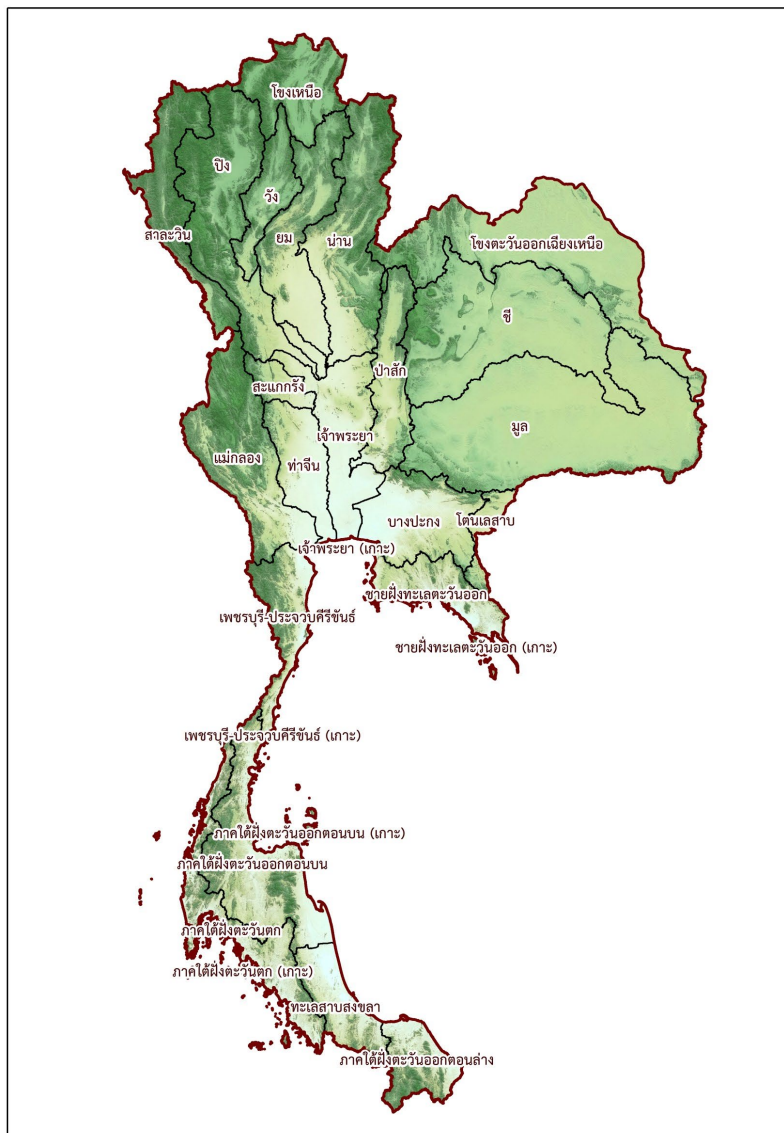 โขงเหนือ
ปิง
วัง
สาละวิน
ยม
น่าน
โขงตะวันออกเฉียงเหนือ
ชี
ป่าสัก
สะแกกรัง
เจ้าพระยา
มูล
แม่กลอง
ท่าจีน
บางปะกง
โตนเลสาบ
เจ้าพระยา (เกาะ)
ชายฝั่งทะเลตะวันออก
เพชรบุรี-ประจวบคีรีขันธ์
ชายฝั่งทะเลตะวันออก (เกาะ)
เพชรบุรี-ประจวบคีรีขันธ์ (เกาะ)
ภาคใต้ฝั่งตะวันออกตอนบน (เกาะ)
ภาคใต้ฝั่งตะวันออกตอนบน
ภาคใต้ฝั่งตะวันตก
ภาคใต้ฝั่งตะวันตก (เกาะ)
ทะเลสาบสงขลา
ภาคใต้ฝั่งตะวันออกตอนล่าง